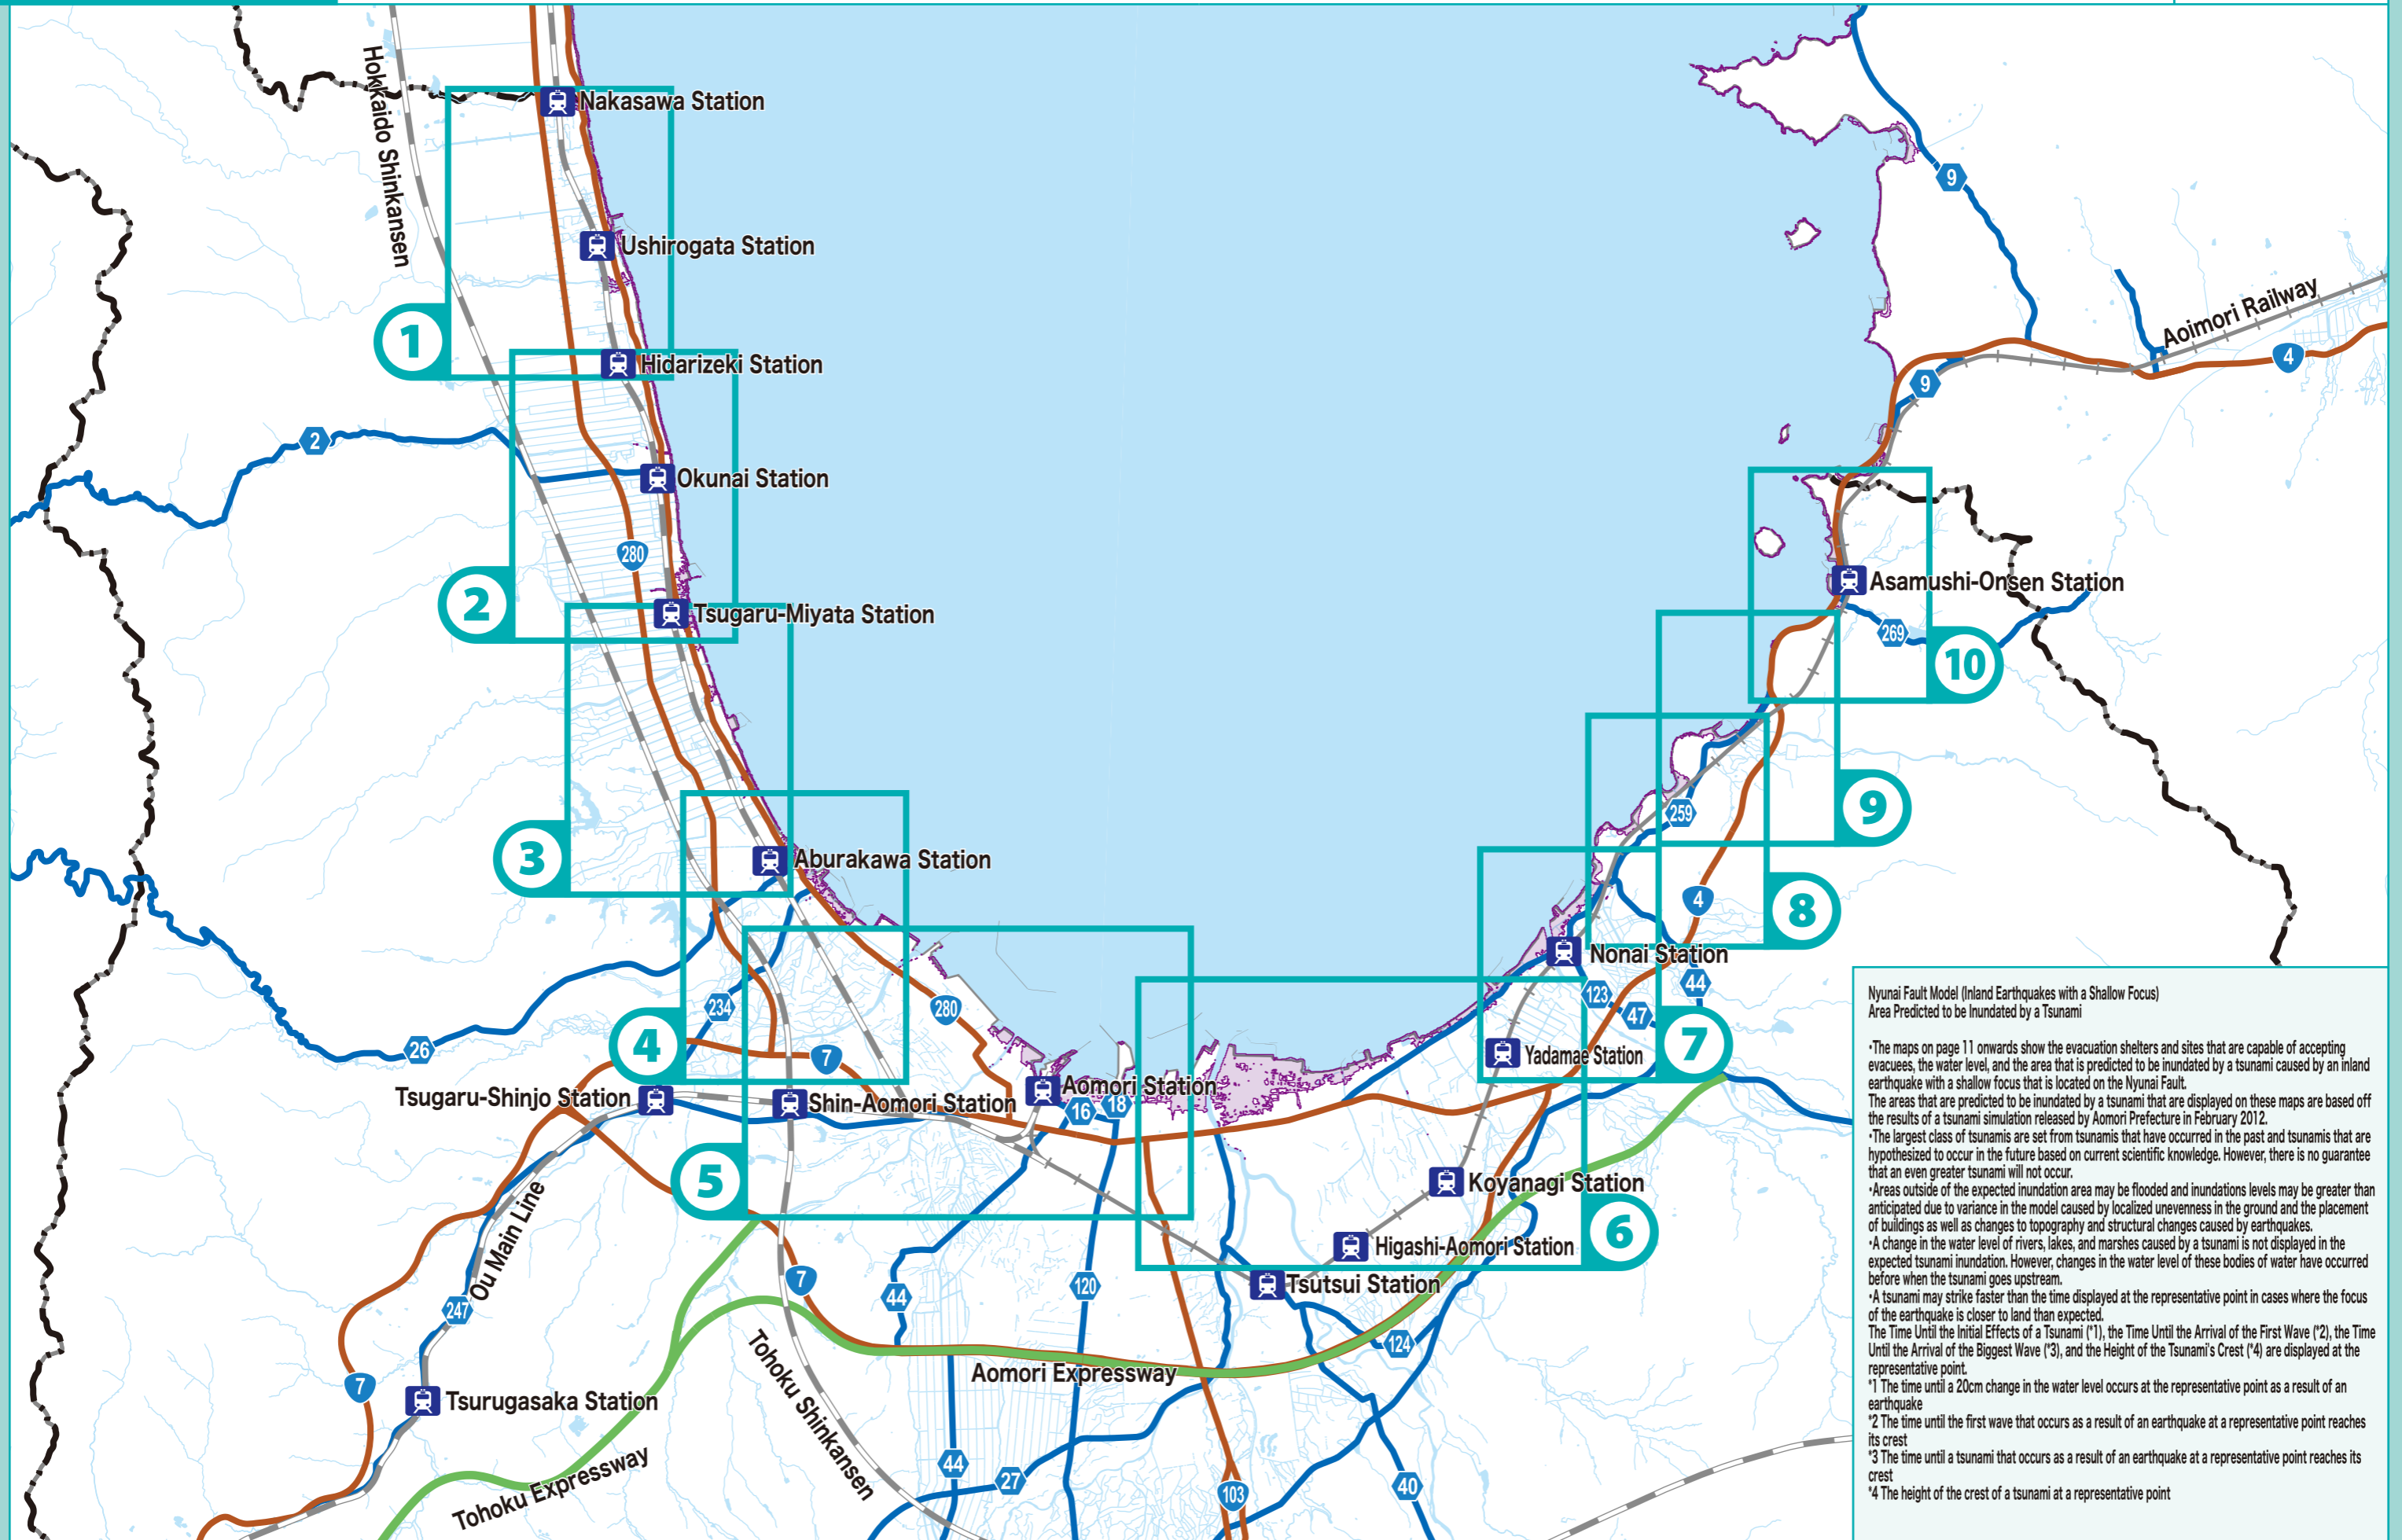 Hokkaido Shinkansen
Nakasawa Station
9
Ushirogata Station
Aoimori Railway
1
4
Hidarizeki Station
9
2
Okunai Station
280
Asamushi-Onsen Station
2
Tsugaru-Miyata Station
269
10
9
259
3
Aburakawa Station
4
8
Nonai Station
44
123
47
234
280
4
26
7
Yadamae Station
7
Aomori Station
Tsugaru-Shinjo Station
Shin-Aomori Station
16
18
5
Koyanagi Station
Ou Main Line
6
Higashi-Aomori Station
7
Tsutsui Station
44
120
247
124
Tohoku Shinkansen
Aomori Expressway
7
Tsurugasaka Station
44
27
Tohoku Expressway
40
103
Nyunai Fault Model (Inland Earthquakes with a Shallow Focus)
Area Predicted to be Inundated by a Tsunami
･The maps on page 11 onwards show the evacuation shelters and sites that are capable of accepting
evacuees, the water level, and the area that is predicted to be inundated by a tsunami caused by an inland
earthquake with a shallow focus that is located on the Nyunai Fault.
The areas that are predicted to be inundated by a tsunami that are displayed on these maps are based off
the results of a tsunami simulation released by Aomori Prefecture in February 2012.
･The largest class of tsunamis are set from tsunamis that have occurred in the past and tsunamis that are
hypothesized to occur in the future based on current scientific knowledge. However, there is no guarantee
that an even greater tsunami will not occur.
･Areas outside of the expected inundation area may be flooded and inundations levels may be greater than
anticipated due to variance in the model caused by localized unevenness in the ground and the placement
of buildings as well as changes to topography and structural changes caused by earthquakes.
･A change in the water level of rivers, lakes, and marshes caused by a tsunami is not displayed in the
expected tsunami inundation. However, changes in the water level of these bodies of water have occurred
before when the tsunami goes upstream.
･A tsunami may strike faster than the time displayed at the representative point in cases where the focus
of the earthquake is closer to land than expected.
The Time Until the Initial Effects of a Tsunami (*1), the Time Until the Arrival of the First Wave (*2), the Time
Until the Arrival of the Biggest Wave (*3), and the Height of the Tsunami's Crest (*4) are displayed at the
representative point.
*1 The time until a 20cm change in the water level occurs at the representative point as a result of an
earthquake
*2 The time until the first wave that occurs as a result of an earthquake at a representative point reaches
its crest
*3 The time until a tsunami that occurs as a result of an earthquake at a representative point reaches its
crest
*4 The height of the crest of a tsunami at a representative point